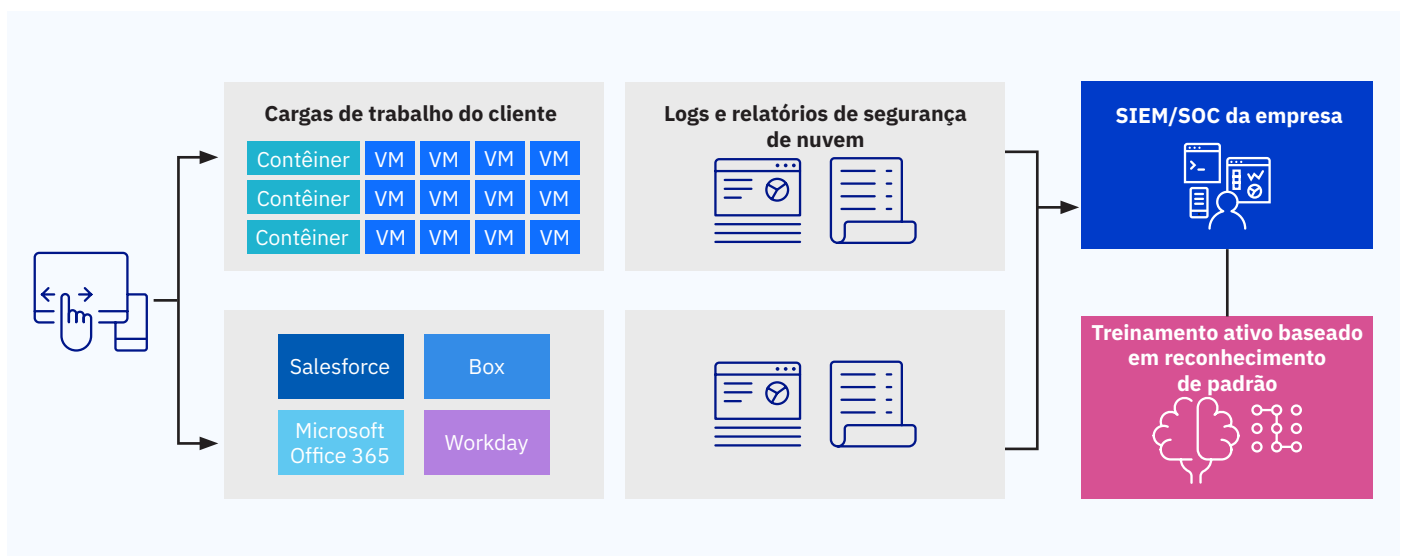 Cargas de trabalho do cliente
Contêiner VM VM VM VM
Contêiner VM VM VM VM
Contêiner VM VM VM VM
Salesforce
Box
Microsoft
Office 365
Workday
Logs e relatórios de segurança
de nuvem
SIEM/SOC da empresa
Treinamento ativo baseado
em reconhecimento
de padrão